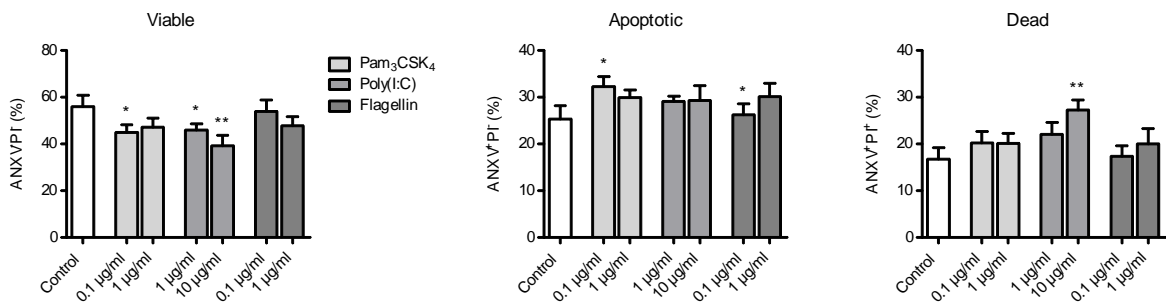 Viable
ANXV⁻PI⁻ (%)
80
60
40
20
0
*
*
**
Control
0.1 µg/ml
1 µg/ml
1 µg/ml
10 µg/ml
0.1 µg/ml
1 µg/ml
Pam₃CSK₄
Poly(I:C)
Flagellin
Apoptotic
ANXV⁺PI⁻ (%)
40
30
20
10
0
*
*
Control
0.1 µg/ml
1 µg/ml
1 µg/ml
10 µg/ml
0.1 µg/ml
1 µg/ml
Dead
ANXV⁺PI⁺ (%)
40
30
20
10
0
**
Control
0.1 µg/ml
1 µg/ml
1 µg/ml
10 µg/ml
0.1 µg/ml
1 µg/ml